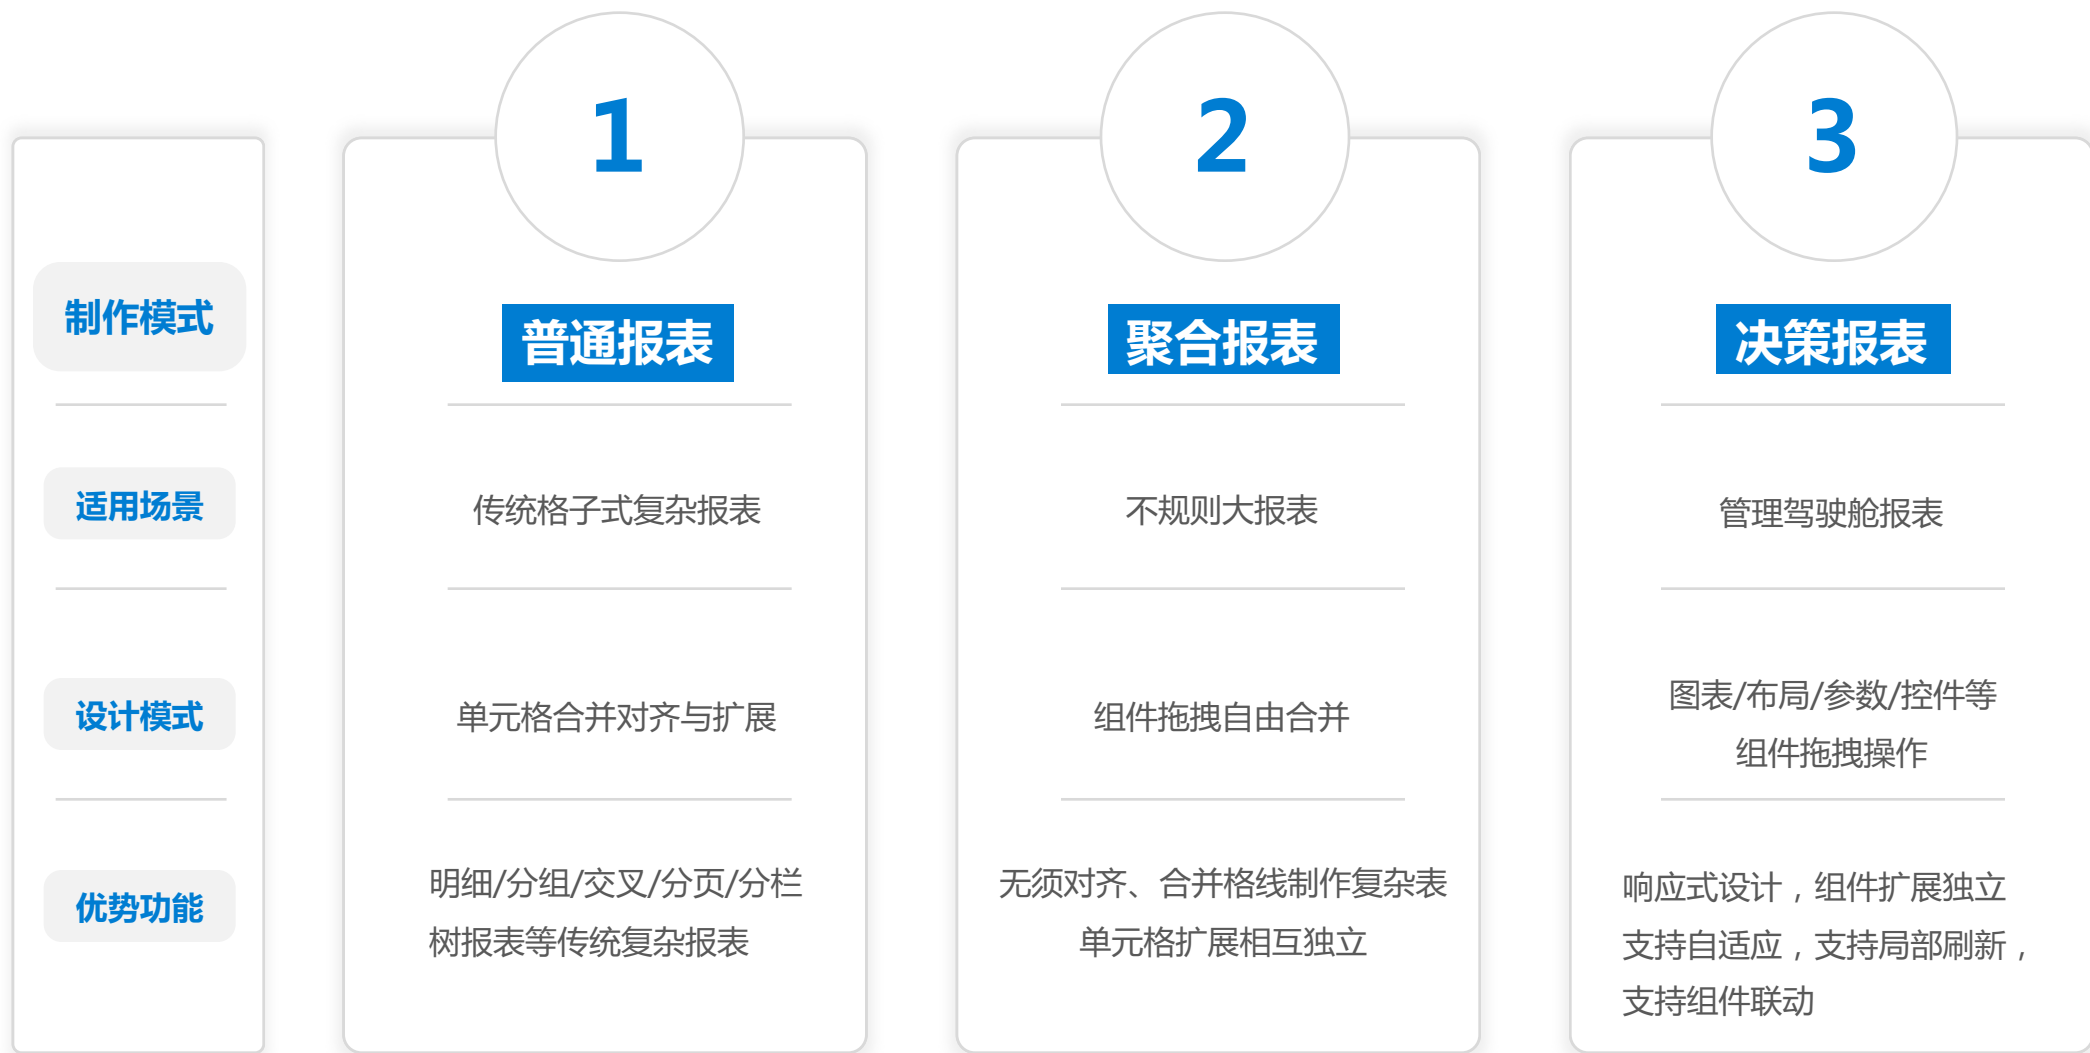 1
2
3
制作模式
普通报表
聚合报表
决策报表
适用场景
传统格子式复杂报表
不规则大报表
管理驾驶舱报表
设计模式
单元格合并对齐与扩展
组件拖拽自由合并
图表/布局/参数/控件等
组件拖拽操作
优势功能
明细/分组/交叉/分页/分栏
树报表等传统复杂报表
无须对齐、合并格线制作复杂表
单元格扩展相互独立
响应式设计，组件扩展独立
支持自适应，支持局部刷新，
支持组件联动